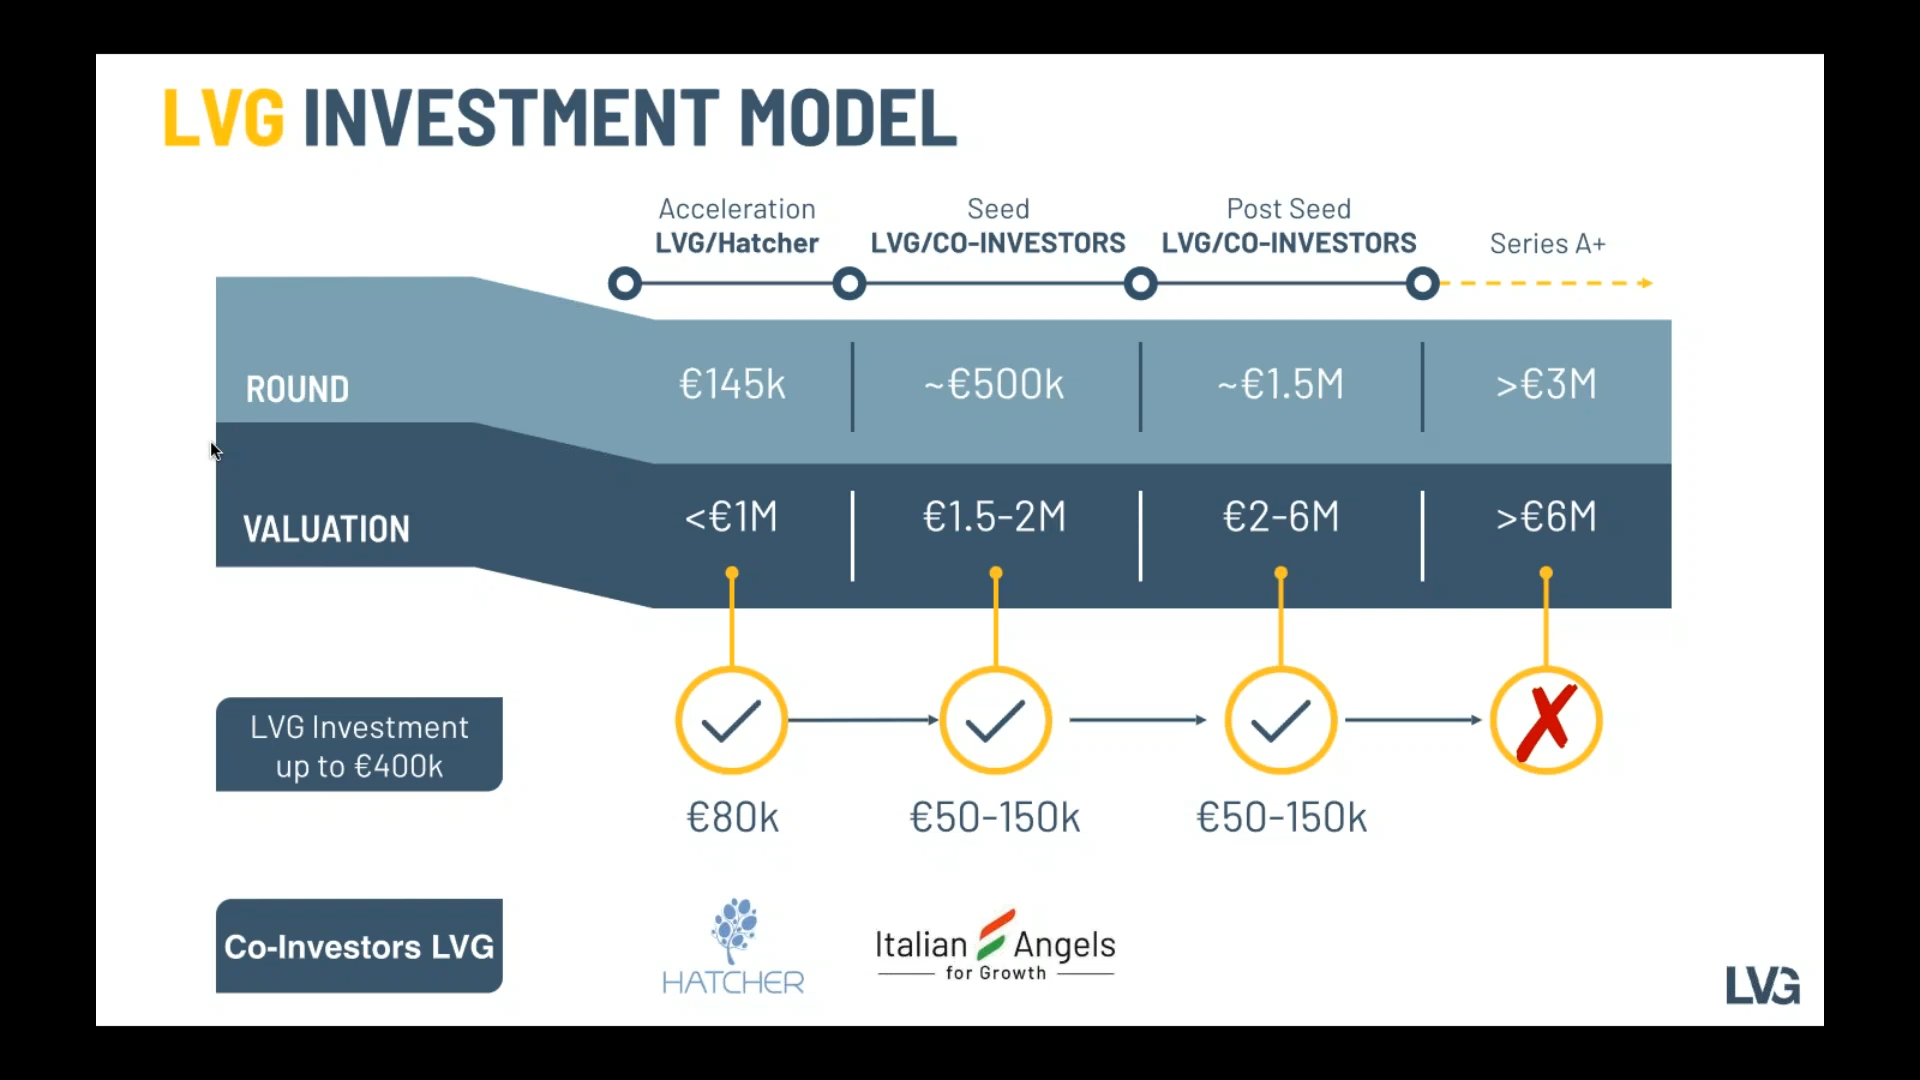 LVG INVESTMENT MODEL
Acceleration
LVG/Hatcher
Seed
LVG/CO-INVESTORS
Post Seed
LVG/CO-INVESTORS
Series A+
ROUND
€145k
~€500k
~€1.5M
>€3M
VALUATION
<€1M
€1.5-2M
€2-6M
>€6M
LVG Investment
up to €400k
€80k
€50-150k
€50-150k
Co-Investors LVG
HATCHER
Italian Angels
for Growth
LVG